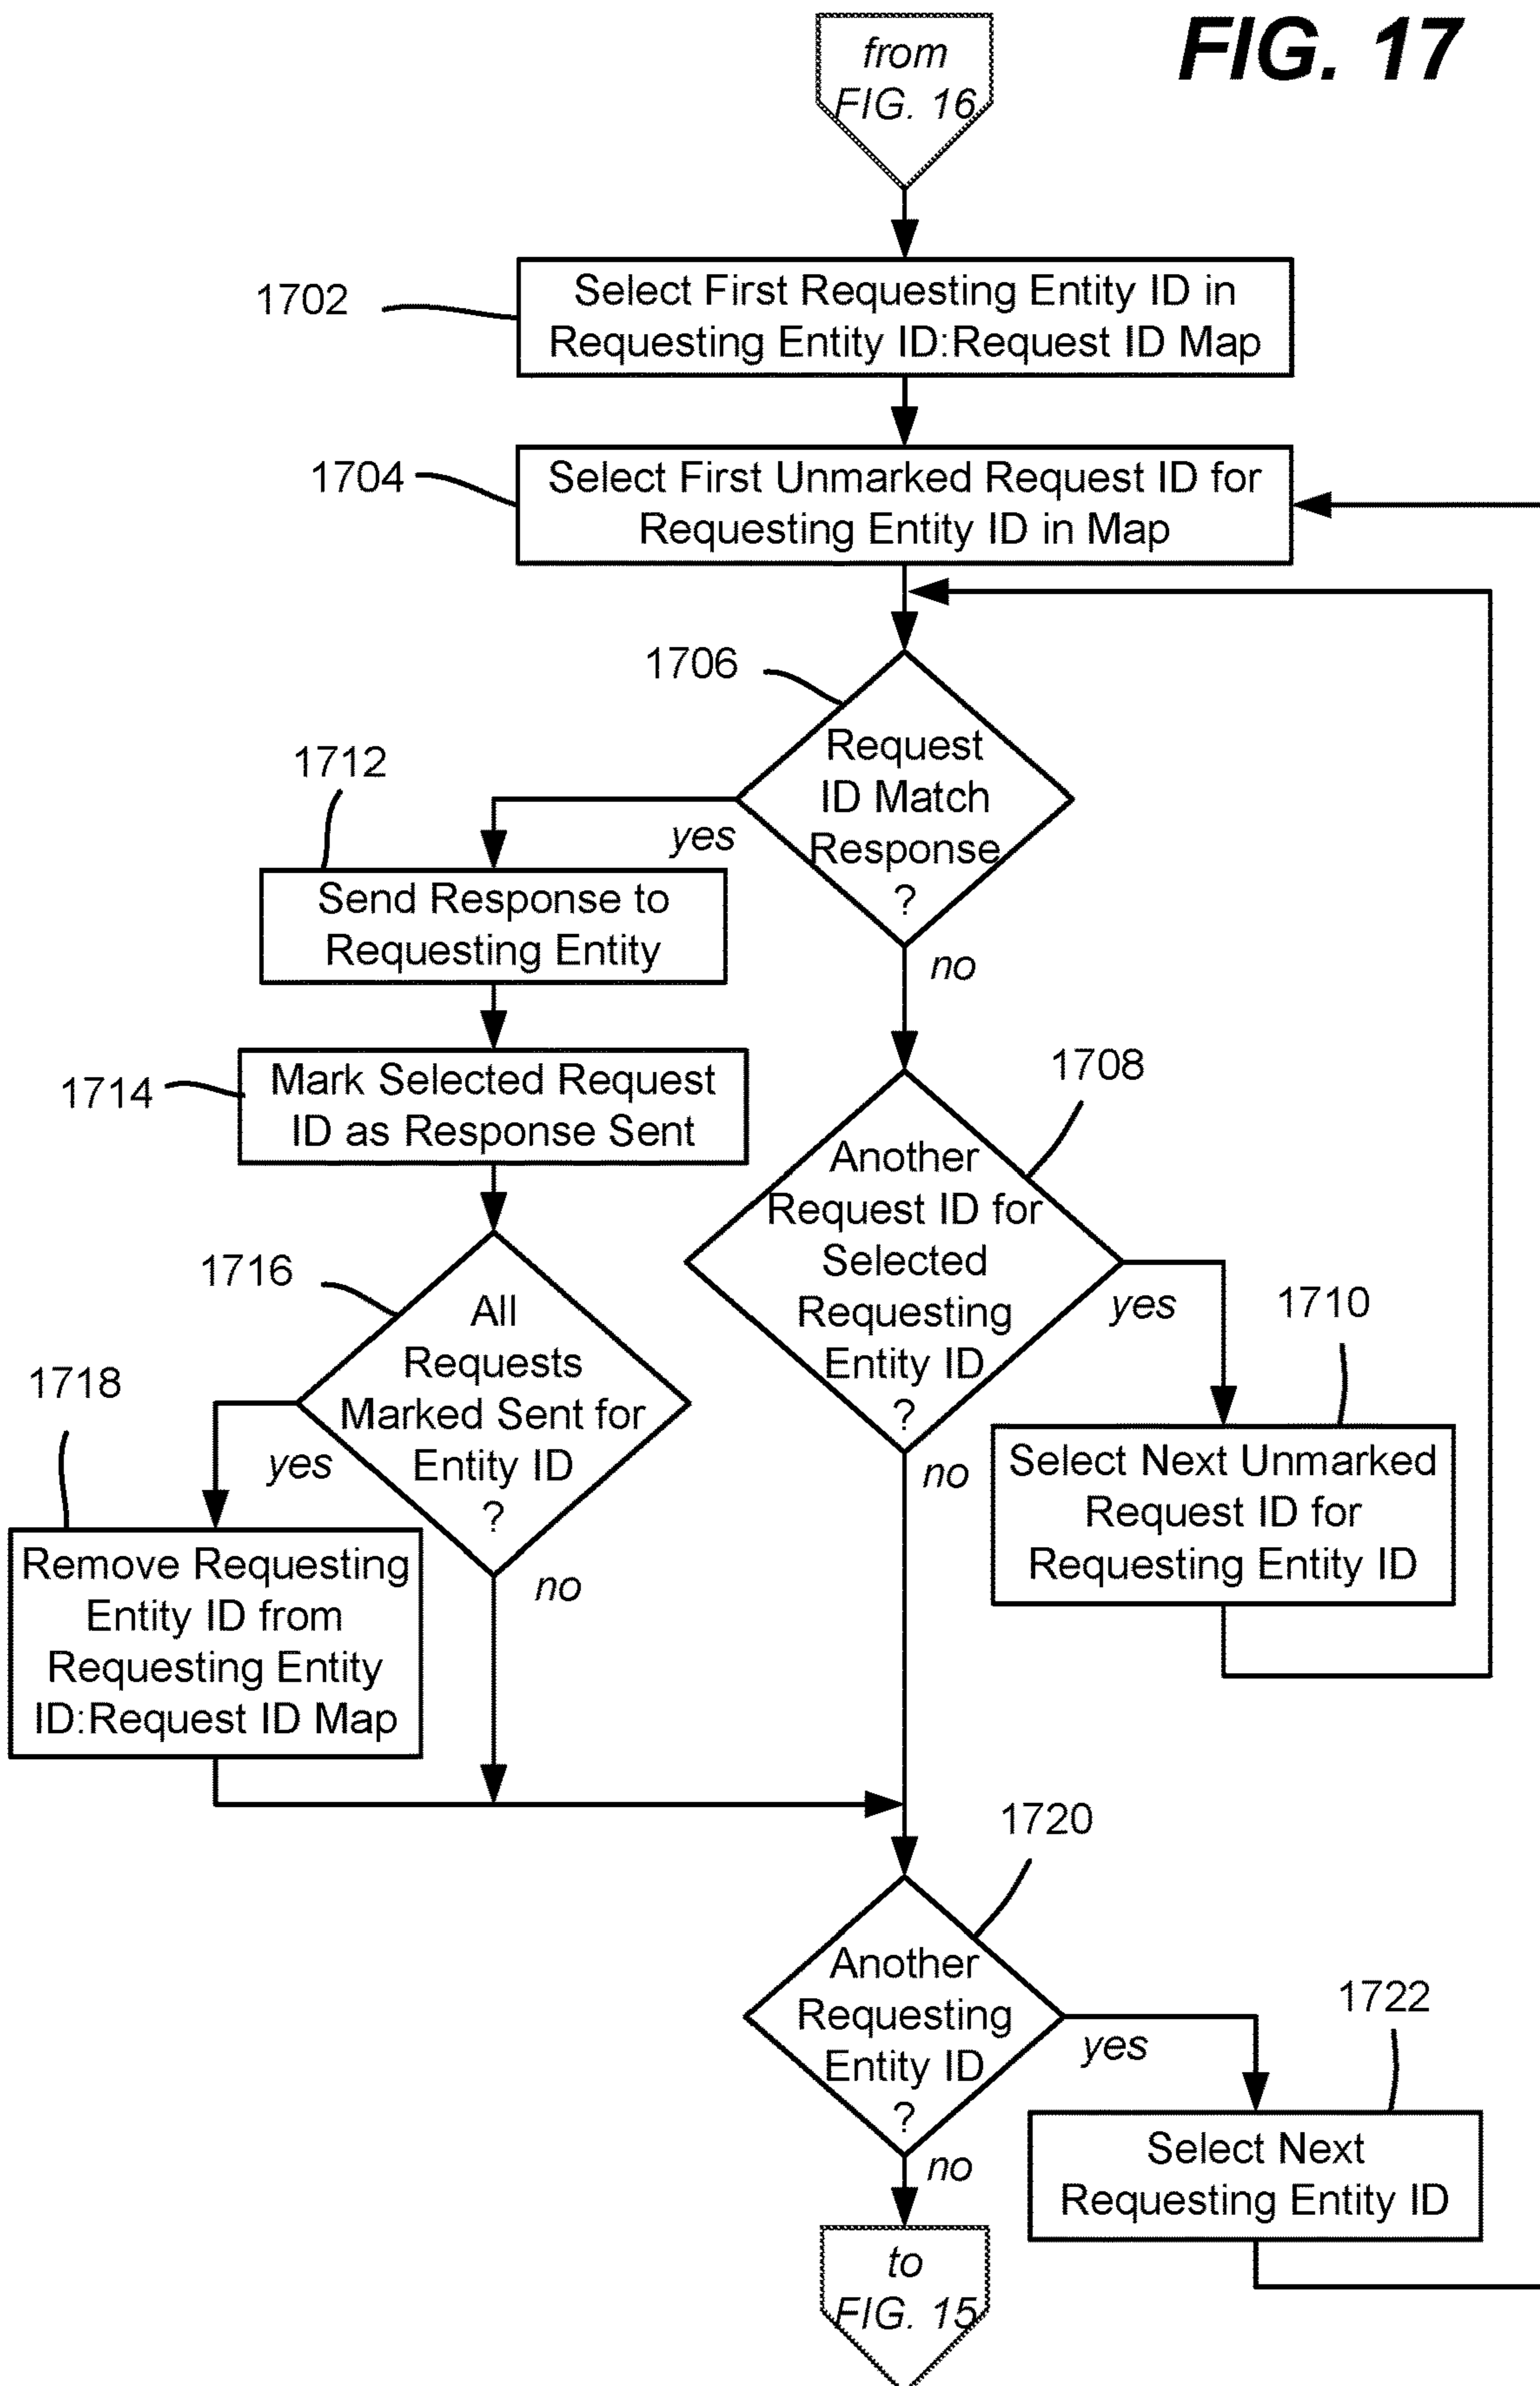 FIG. 17
from
FIG. 16
1702
Select First Requesting Entity ID in
Requesting Entity ID:Request ID Map
1704
Select First Unmarked Request ID for
Requesting Entity ID in Map
1706
Request
ID Match
Response
?
yes
no
1712
Send Response to
Requesting Entity
1714
Mark Selected Request
ID as Response Sent
1708
Another
Request ID for
Selected
Requesting
Entity ID
?
yes
no
1710
Select Next Unmarked
Request ID for
Requesting Entity ID
1716
All
Requests
Marked Sent for
Entity ID
?
yes
no
1718
Remove Requesting
Entity ID from
Requesting Entity
ID:Request ID Map
1720
Another
Requesting
Entity ID
?
yes
no
1722
Select Next
Requesting Entity ID
to
FIG. 15